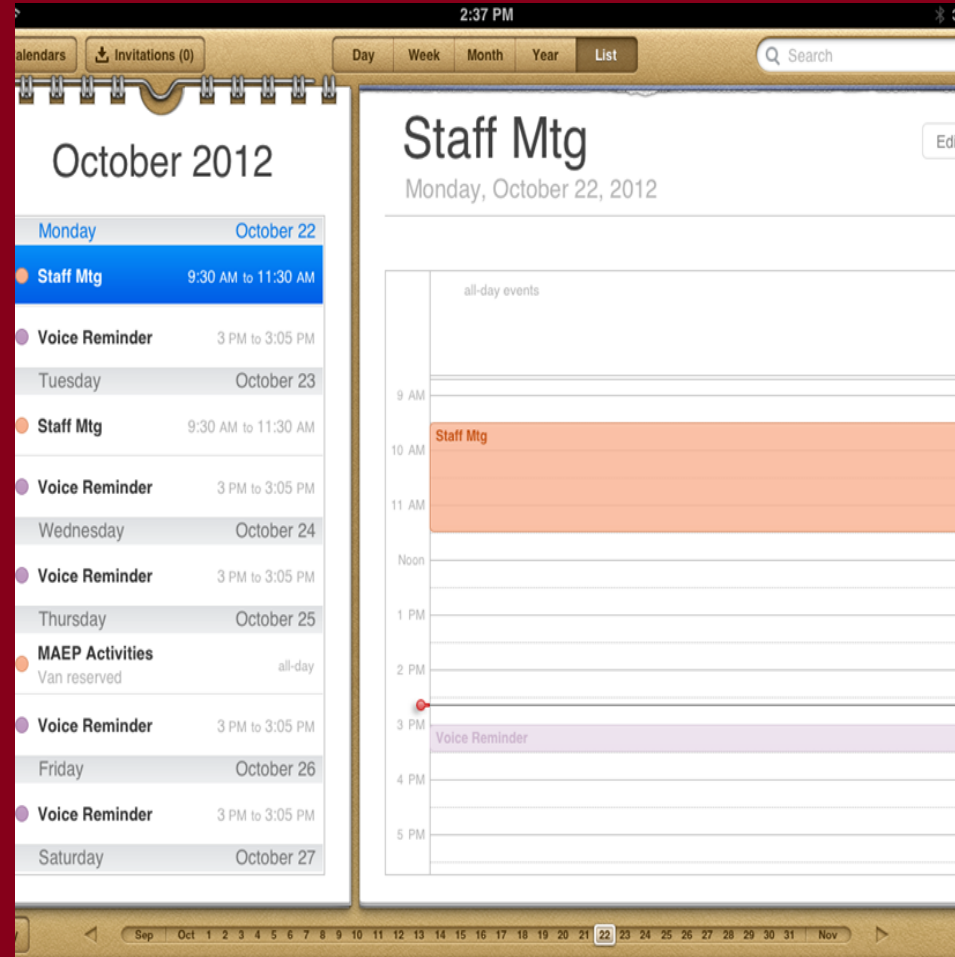 2:37 PM
Invitations (0)
Day Week Month Year List
Search
October 2012
Monday October 22
Staff Mtg 9:30 AM to 11:30 AM
Voice Reminder 3 PM to 3:05 PM
Tuesday October 23
Staff Mtg 9:30 AM to 11:30 AM
Voice Reminder 3 PM to 3:05 PM
Wednesday October 24
Voice Reminder 3 PM to 3:05 PM
Thursday October 25
MAEP Activities
Van reserved all-day
Voice Reminder 3 PM to 3:05 PM
Friday October 26
Voice Reminder 3 PM to 3:05 PM
Saturday October 27
Staff Mtg
Monday, October 22, 2012
all-day events
9 AM
Staff Mtg
10 AM
11 AM
Noon
1 PM
2 PM
3 PM
Voice Reminder
4 PM
5 PM
Sep Oct 1 2 3 4 5 6 7 8 9 10 11 12 13 14 15 16 17 18 19 20 21 22 23 24 25 26 27 28 29 30 31 Nov